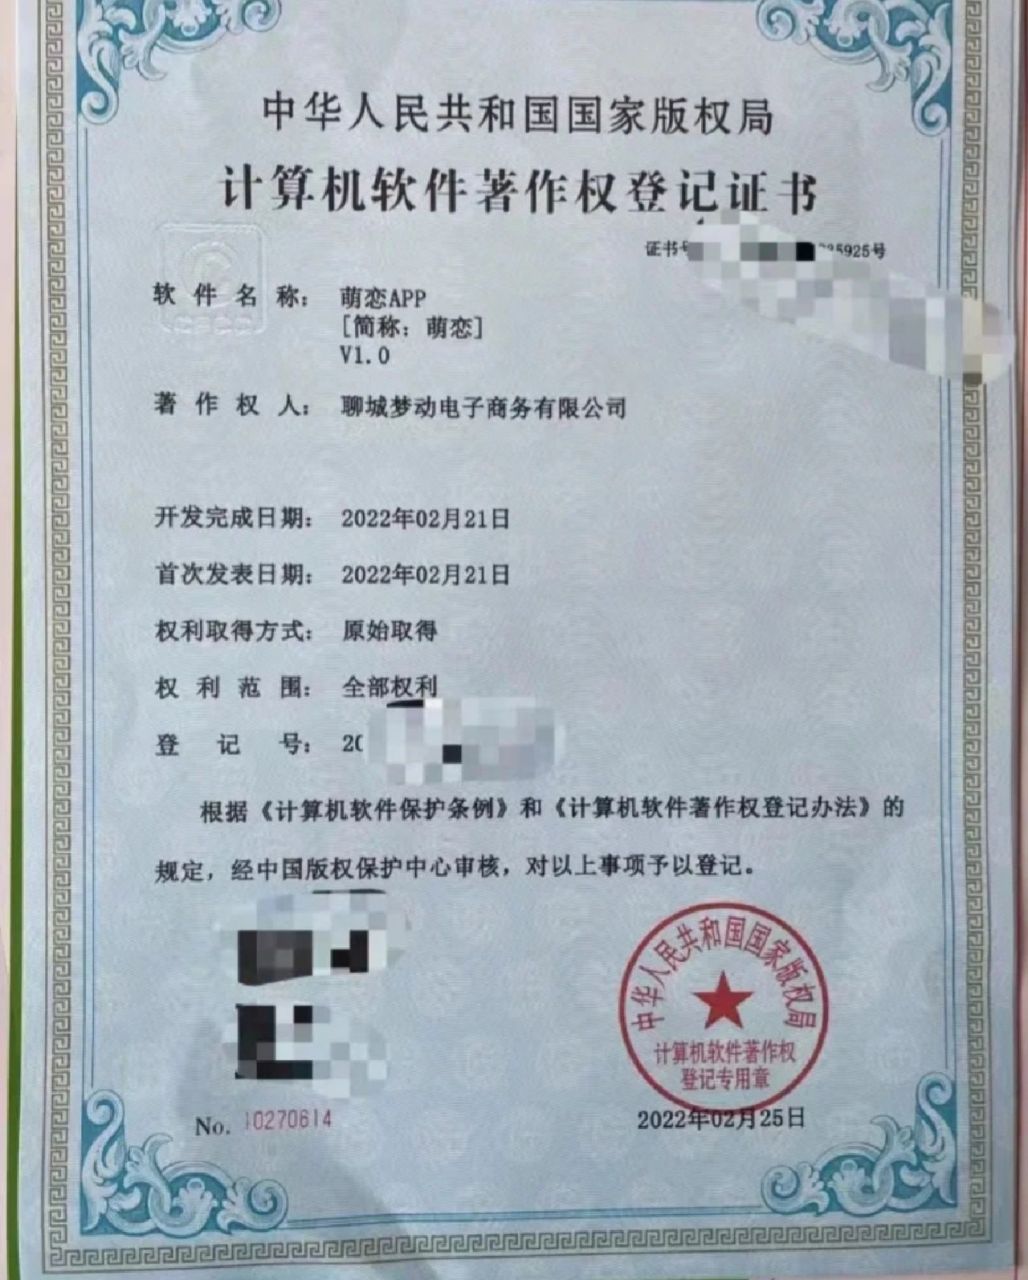 中华人民共和国国家版权局
计算机软件著作权登记证书
证书号 35925号
软件名称： 萌恋APP
[简称：萌恋]
V1.0
著作权人： 聊城梦动电子商务有限公司
开发完成日期： 2022年02月21日
首次发表日期： 2022年02月21日
权利取得方式： 原始取得
权利范围： 全部权利
登记号： 20
根据《计算机软件保护条例》和《计算机软件著作权登记办法》的
规定，经中国版权保护中心审核，对以上事项予以登记。
中华人民共和国国家版权局
计算机软件著作权
登记专用章
No. 10270614
2022年02月25日